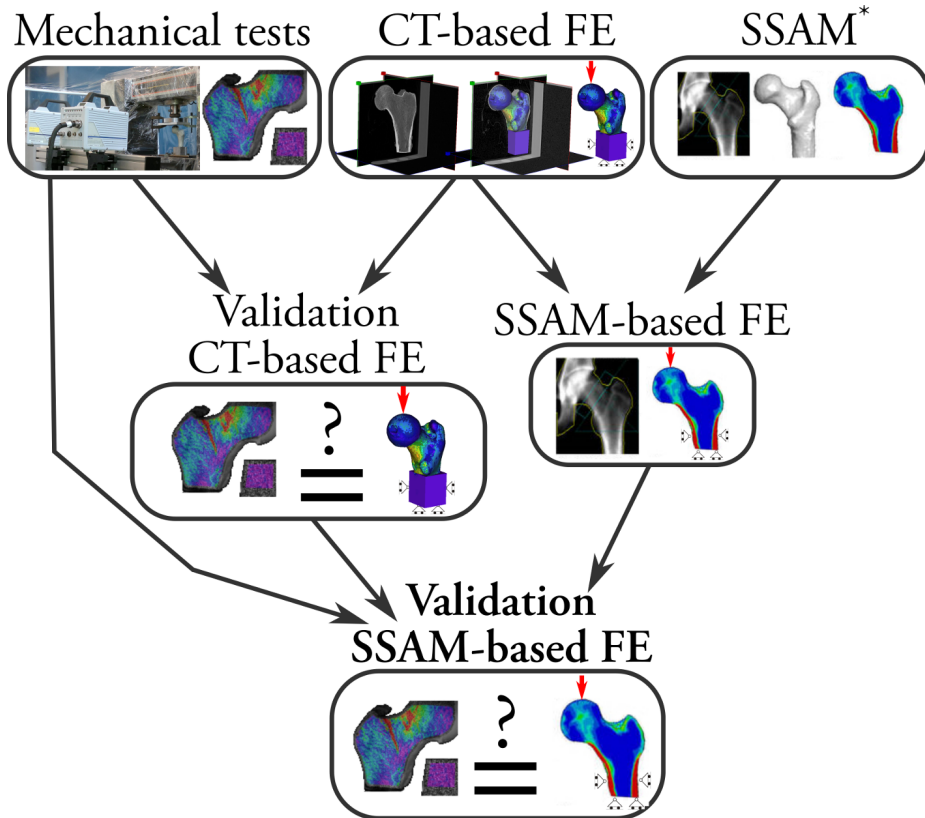 Mechanical tests
CT-based FE
SSAM*
Validation
CT-based FE
SSAM-based FE
?
=
Validation
SSAM-based FE
?
=